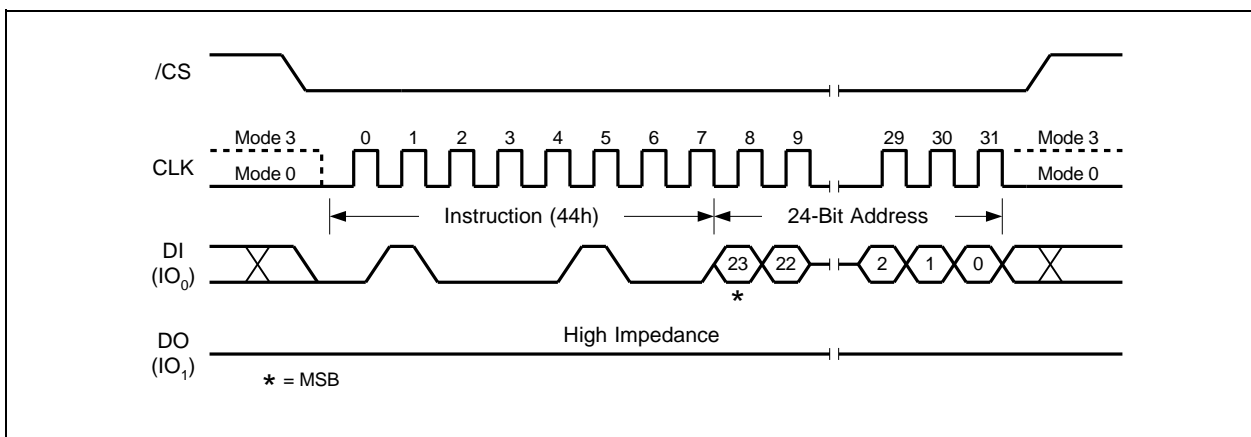 /CS
Mode 3 0 1 2 3 4 5 6 7 8 9 29 30 31 Mode 3
CLK
Mode 0 Mode 0
Instruction (44h) 24-Bit Address
DI
(IO0) 23 22 2 1 0
*
DO High Impedance
(IO1)
* = MSB